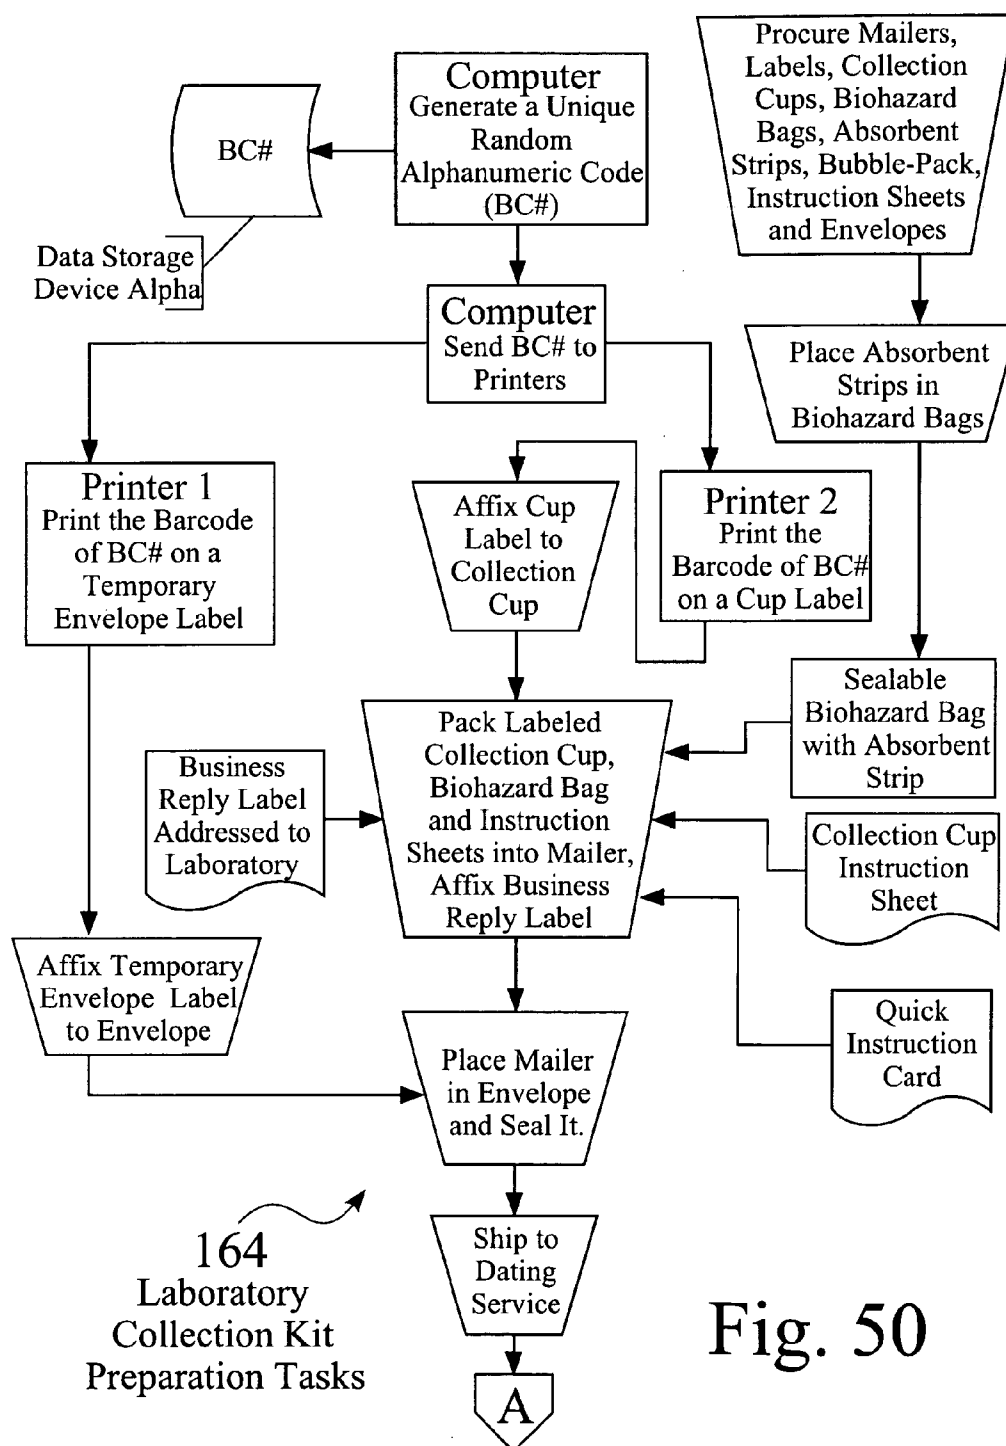 Computer
Generate a Unique
Random
Alphanumeric Code
(BC#)
BC#
Data Storage
Device Alpha
Procure Mailers,
Labels, Collection
Cups, Biohazard
Bags, Absorbent
Strips, Bubble-Pack,
Instruction Sheets
and Envelopes
Computer
Send BC# to
Printers
Place Absorbent
Strips in
Biohazard Bags
Printer 1
Print the Barcode
of BC# on a
Temporary
Envelope Label
Affix Cup
Label to
Collection
Cup
Printer 2
Print the
Barcode of BC#
on a Cup Label
Sealable
Biohazard Bag
with Absorbent
Strip
Business
Reply Label
Addressed to
Laboratory
Pack Labeled
Collection Cup,
Biohazard Bag
and Instruction
Sheets into Mailer,
Affix Business
Reply Label
Collection Cup
Instruction
Sheet
Affix Temporary
Envelope Label
to Envelope
Quick
Instruction
Card
Place Mailer
in Envelope
and Seal It.
Ship to
Dating
Service
A
164
Laboratory
Collection Kit
Preparation Tasks
Fig. 50